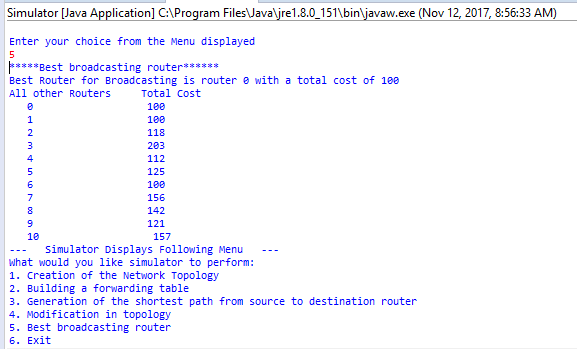 Simulator [Java Application] C:\Program Files\Java\jre1.8.0_151\bin\javaw.exe (Nov 12, 2017, 8:56:33 AM)
Enter your choice from the Menu displayed
5
*****Best broadcasting router******
Best Router for Broadcasting is router 0 with a total cost of 100
All other Routers     Total Cost
0     100
1     100
2     118
3     203
4     112
5     125
6     100
7     156
8     142
9     121
10     157
---   Simulator Displays Following Menu   ---
What would you like simulator to perform:
1. Creation of the Network Topology
2. Building a forwarding table
3. Generation of the shortest path from source to destination router
4. Modification in topology
5. Best broadcasting router
6. Exit